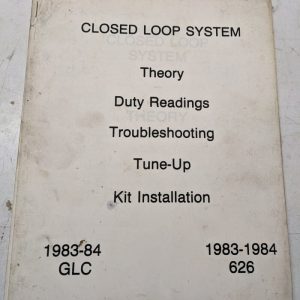 CLOSED LOOP SYSTEM
Theory
Duty Readings
Troubleshooting
Tune-Up
Kit Installation
1983-84 1983-1984
GLC 626